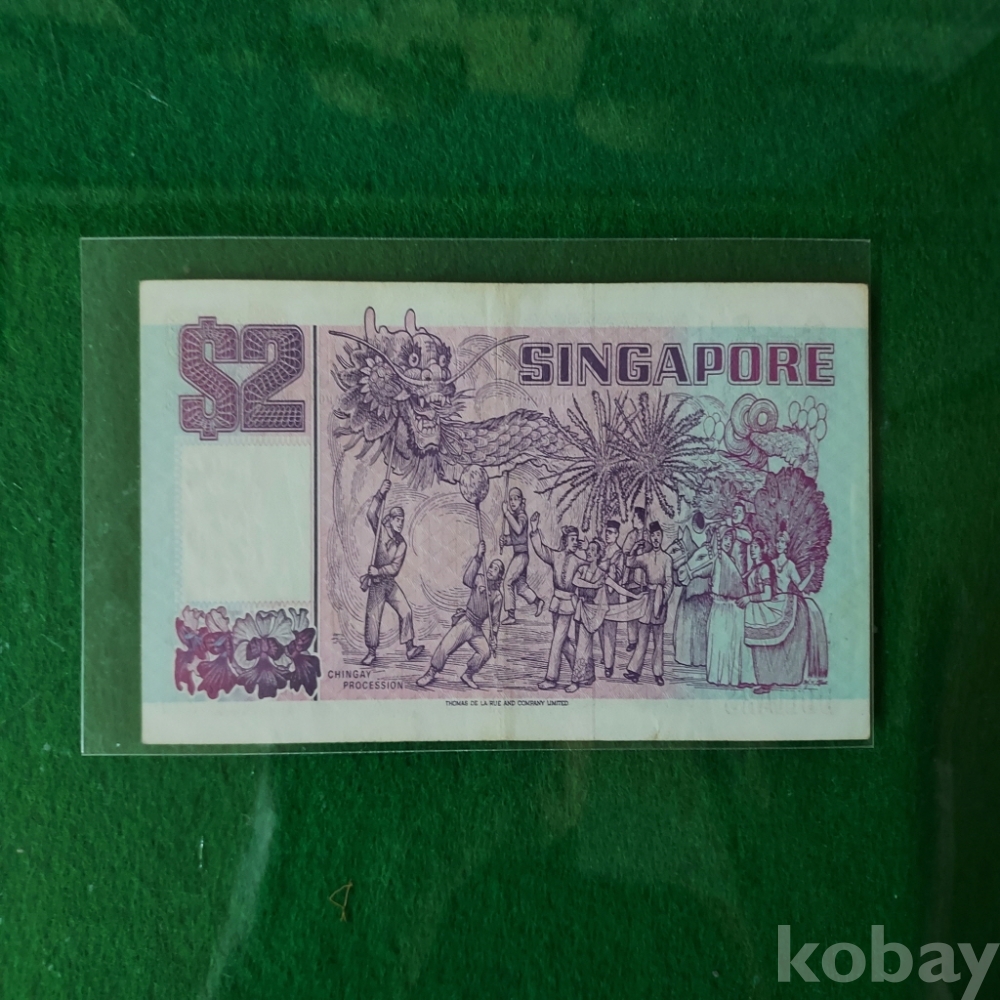 $2
SINGAPORE
CHINGAY
PROCESSION
THOMAS DE LA RUE AND COMPANY LIMITED.
kobay